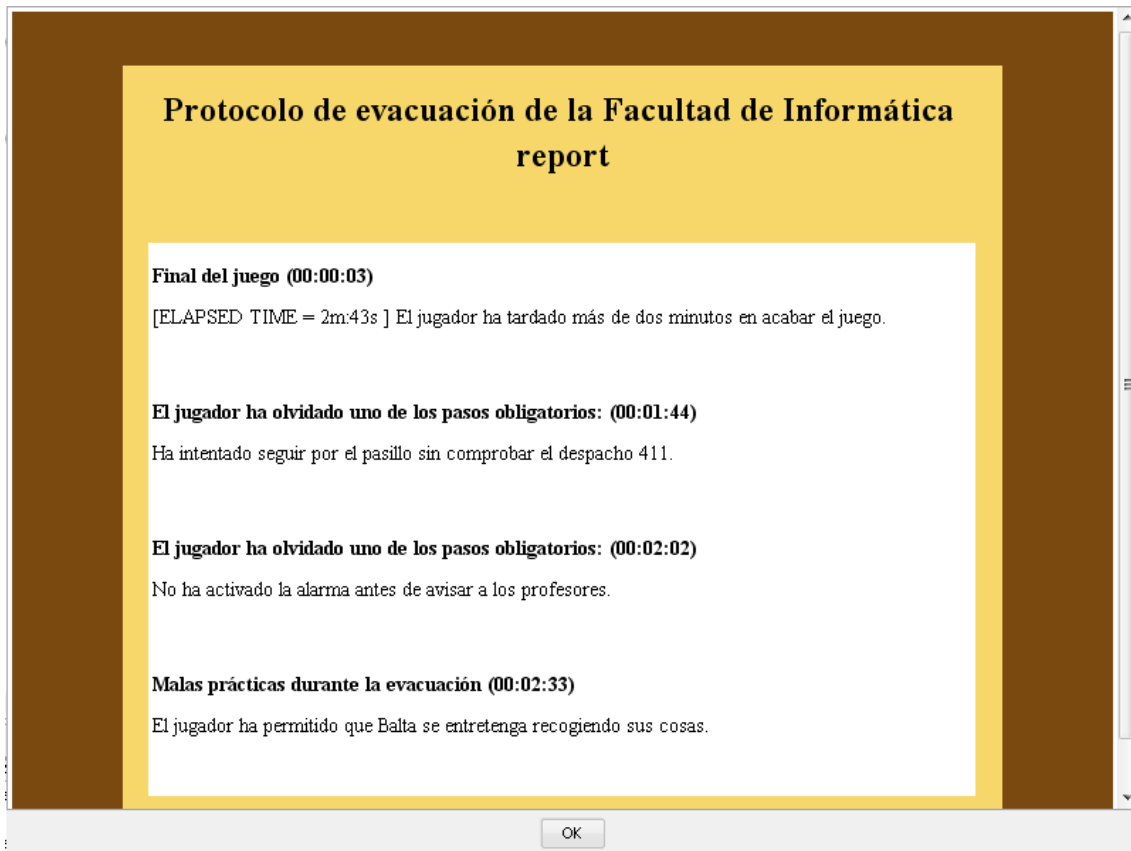 Protocolo de evacuación de la Facultad de Informática
report
Final del juego (00:00:03)
[ELAPSED TIME = 2m:43s ] El jugador ha tardado más de dos minutos en acabar el juego.
El jugador ha olvidado uno de los pasos obligatorios: (00:01:44)
Ha intentado seguir por el pasillo sin comprobar el despacho 411.
El jugador ha olvidado uno de los pasos obligatorios: (00:02:02)
No ha activado la alarma antes de avisar a los profesores.
Malas prácticas durante la evacuación (00:02:33)
El jugador ha permitido que Balta se entretenga recogiendo sus cosas.
OK